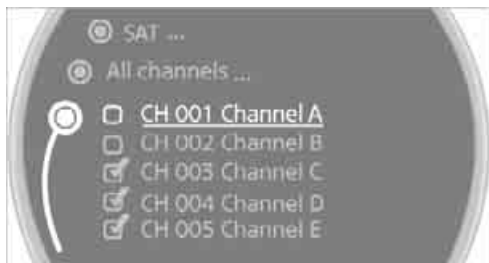 SAT ...
All channels ...
CH 001 Channel A
CH 002 Channel B
CH 003 Channel C
CH 004 Channel D
CH 005 Channel E